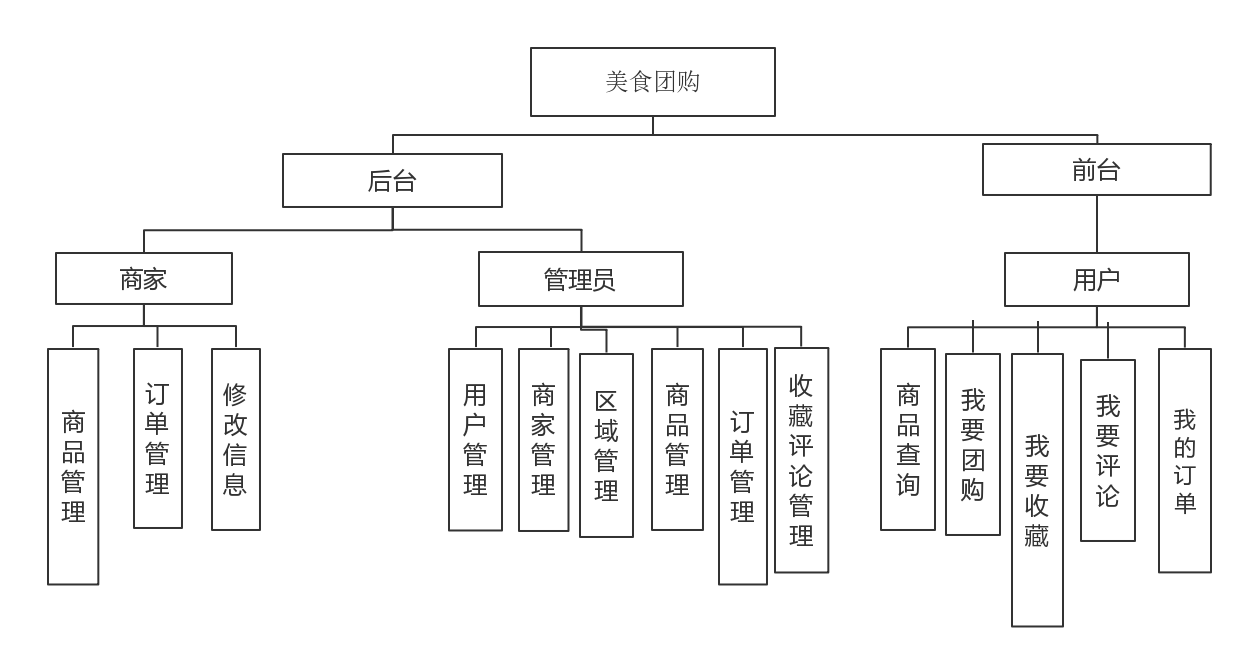 美食团购
后台
前台
商家
管理员
用户
商品管理
订单管理
修改信息
用户管理
商家管理
区域管理
商品管理
订单管理
收藏评论管理
商品查询
我要团购
我要收藏
我要评论
我的订单